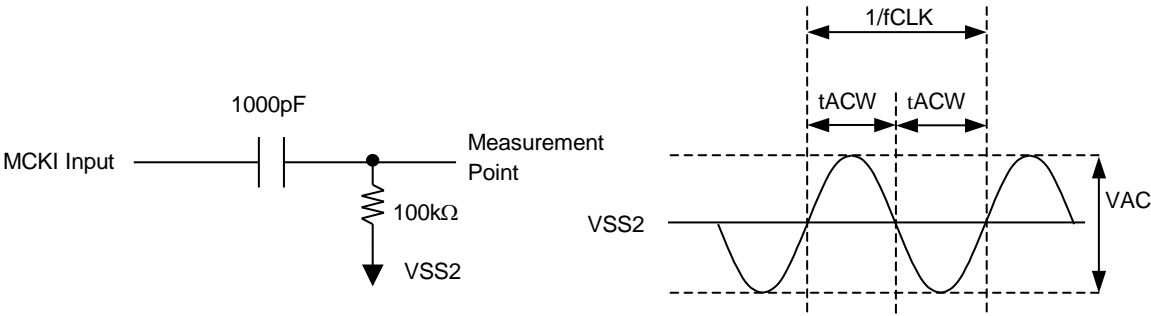 1000pF
MCKI Input
Measurement
Point
100kΩ
VSS2
1/fCLK
tACW
tACW
VSS2
VAC